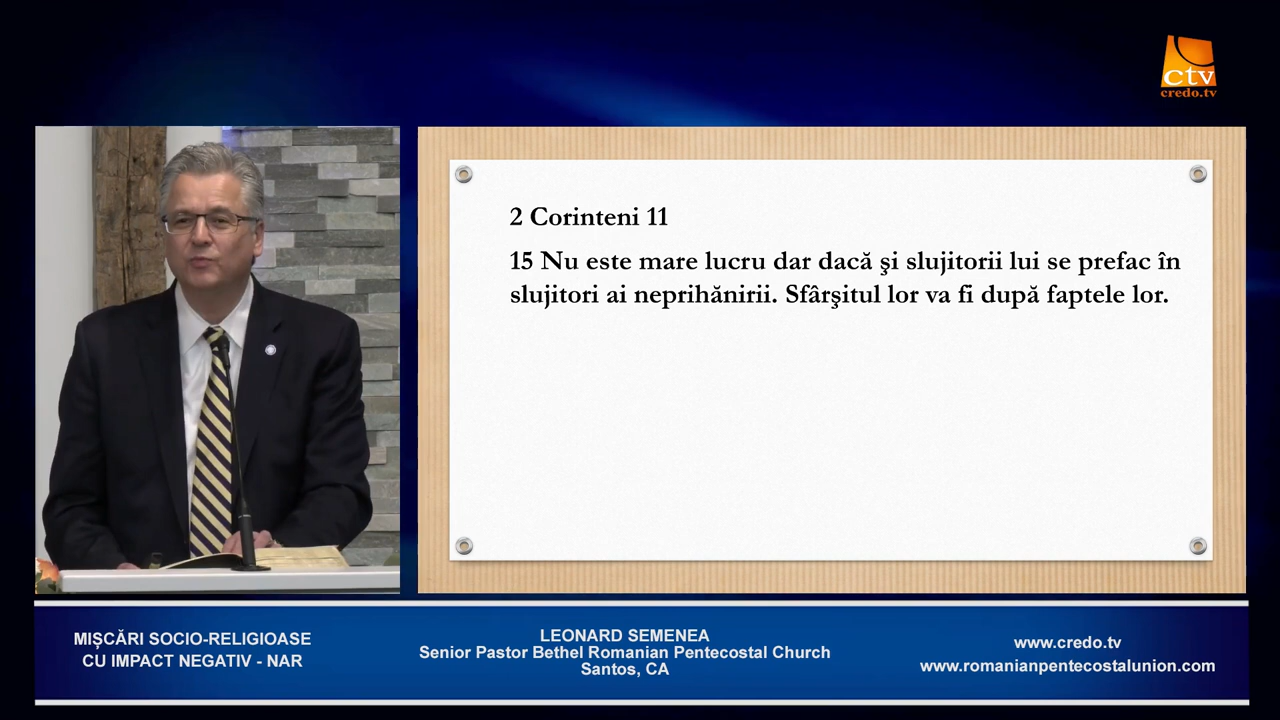 ctv
credo.tv
2 Corinteni 11
15 Nu este mare lucru dar dacă şi slujitorii lui se prefac în
slujitori ai neprihănirii. Sfârşitul lor va fi după faptele lor.
MIȘCĂRI SOCIO-RELIGIOASE
CU IMPACT NEGATIV - NAR
LEONARD SEMENEA
Senior Pastor Bethel Romanian Pentecostal Church
Santos, CA
www.credo.tv
www.romanianpentecostalunion.com